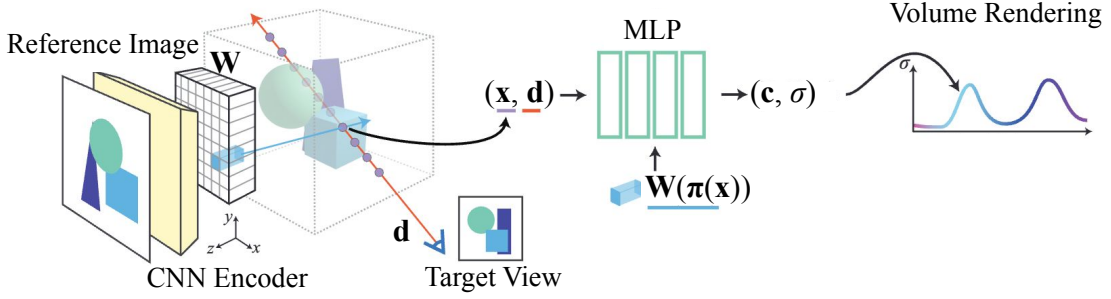 Volume Rendering
Reference Image
W
MLP
σ
(x, d)
(c, σ)
W(π(x))
d
y
z
x
CNN Encoder
Target View